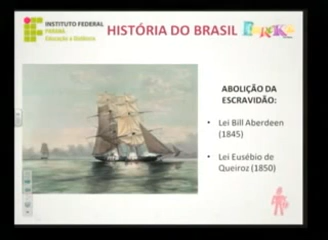 INSTITUTO FEDERAL
PARANÁ
Educação a Distância
HISTÓRIA DO BRASIL
EUREKA
ABOLIÇÃO DA
ESCRAVIDÃO:
• Lei Bill Aberdeen
(1845)
• Lei Eusébio de
Queiroz (1850)